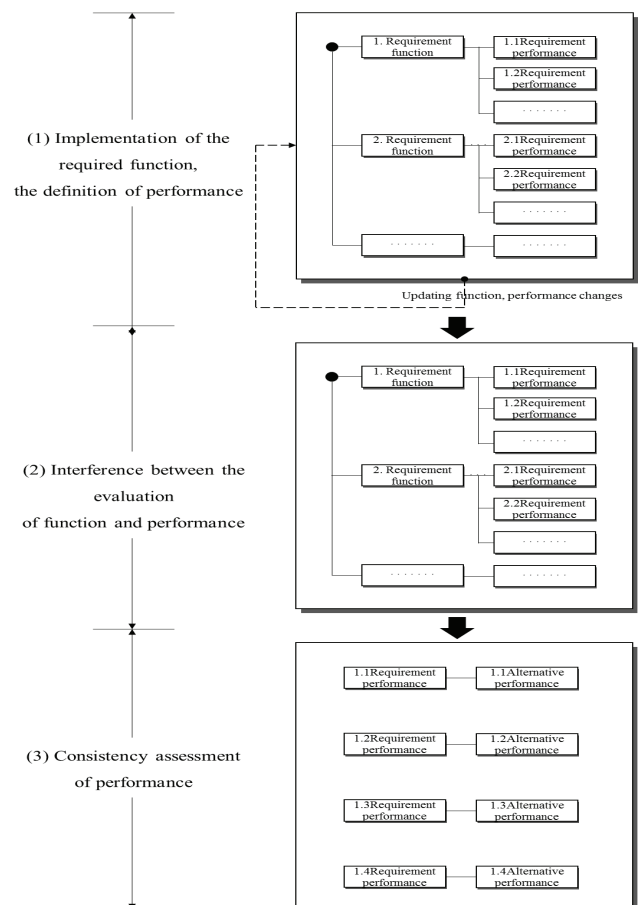 (1) Implementation of the
required function,
the definition of performance
1. Requirement
function
1.1Requirement
performance
1.2Requirement
performance
. . . . . . .
2. Requirement
function
2.1Requirement
performance
2.2Requirement
performance
. . . . . . .
. . . . . . .
. . . . . . .
Updating function, performance changes
(2) Interference between the
evaluation
of function and performance
1. Requirement
function
1.1Requirement
performance
1.2Requirement
performance
. . . . . . .
2. Requirement
function
2.1Requirement
performance
2.2Requirement
performance
. . . . . . .
. . . . . . .
. . . . . . .
(3) Consistency assessment
of performance
1.1Requirement
performance
1.1Alternative
performance
1.2Requirement
performance
1.2Alternative
performance
1.3Requirement
performance
1.3Alternative
performance
1.4Requirement
performance
1.4Alternative
performance